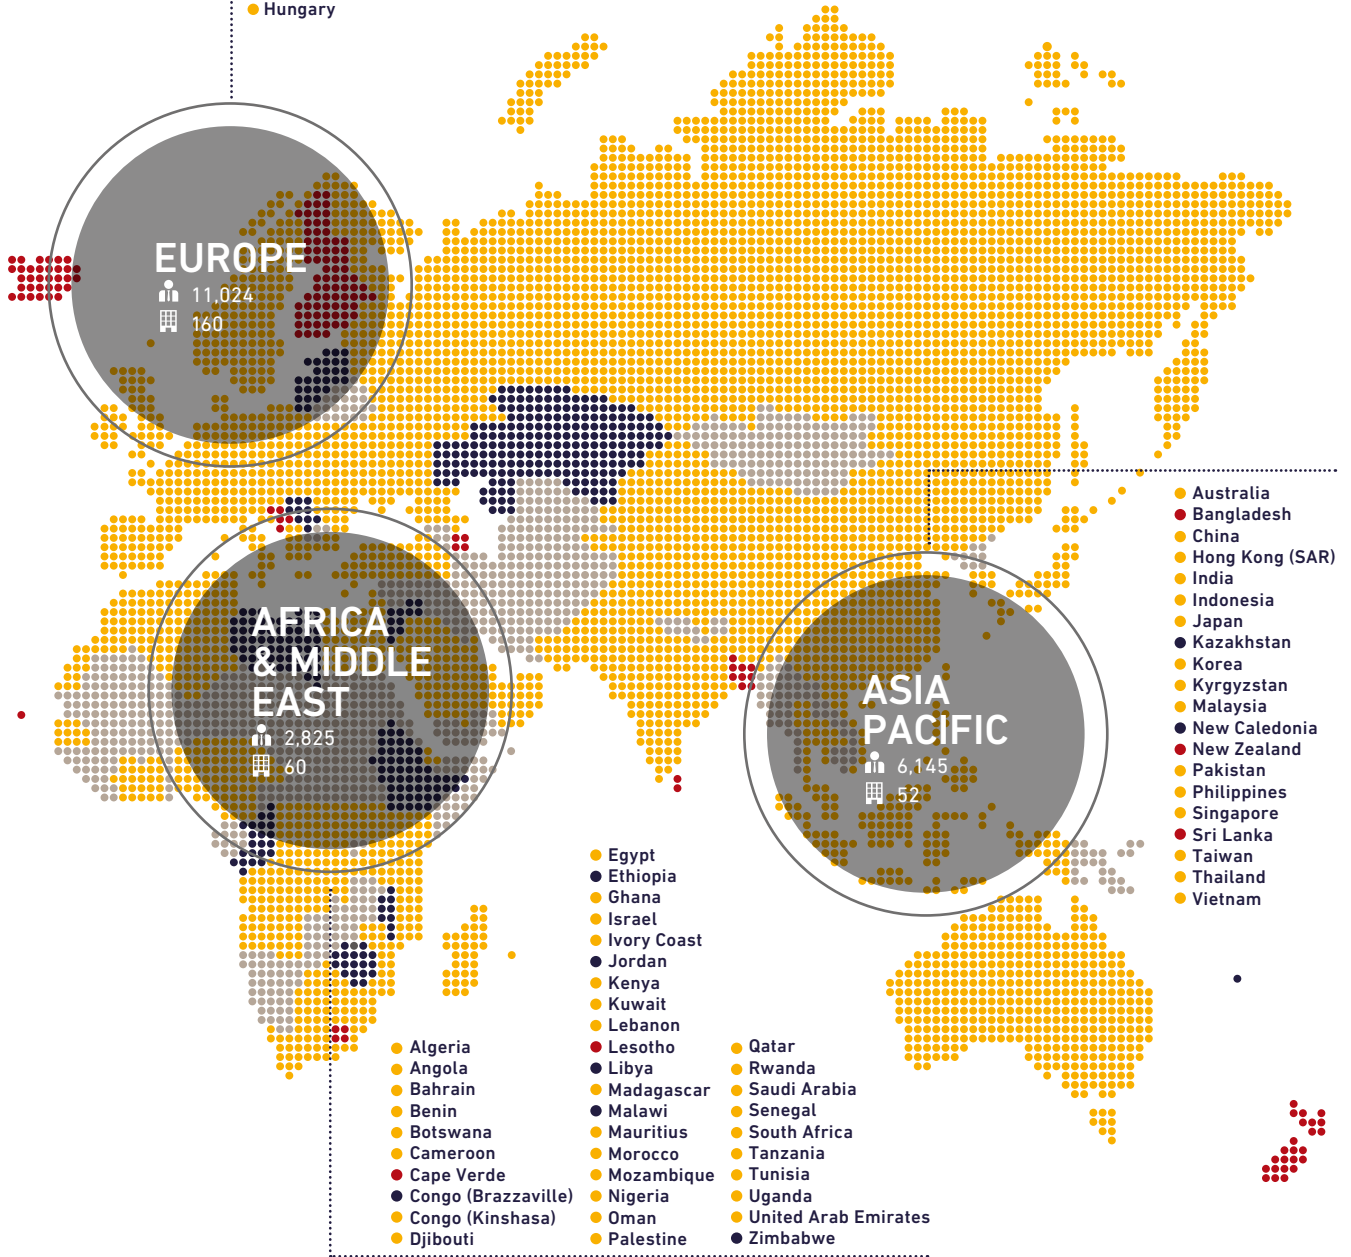 Hungary
EUROPE
11,024
160
AFRICA
& MIDDLE
EAST
2,825
60
ASIA
PACIFIC
6,145
52
Australia
Bangladesh
China
Hong Kong (SAR)
India
Indonesia
Japan
Kazakhstan
Korea
Kyrgyzstan
Malaysia
New Caledonia
New Zealand
Pakistan
Philippines
Singapore
Sri Lanka
Taiwan
Thailand
Vietnam
Algeria
Angola
Bahrain
Benin
Botswana
Cameroon
Cape Verde
Congo (Brazzaville)
Congo (Kinshasa)
Djibouti
Egypt
Ethiopia
Ghana
Israel
Ivory Coast
Jordan
Kenya
Kuwait
Lebanon
Lesotho
Libya
Madagascar
Malawi
Mauritius
Morocco
Mozambique
Nigeria
Oman
Palestine
Qatar
Rwanda
Saudi Arabia
Senegal
South Africa
Tanzania
Tunisia
Uganda
United Arab Emirates
Zimbabwe